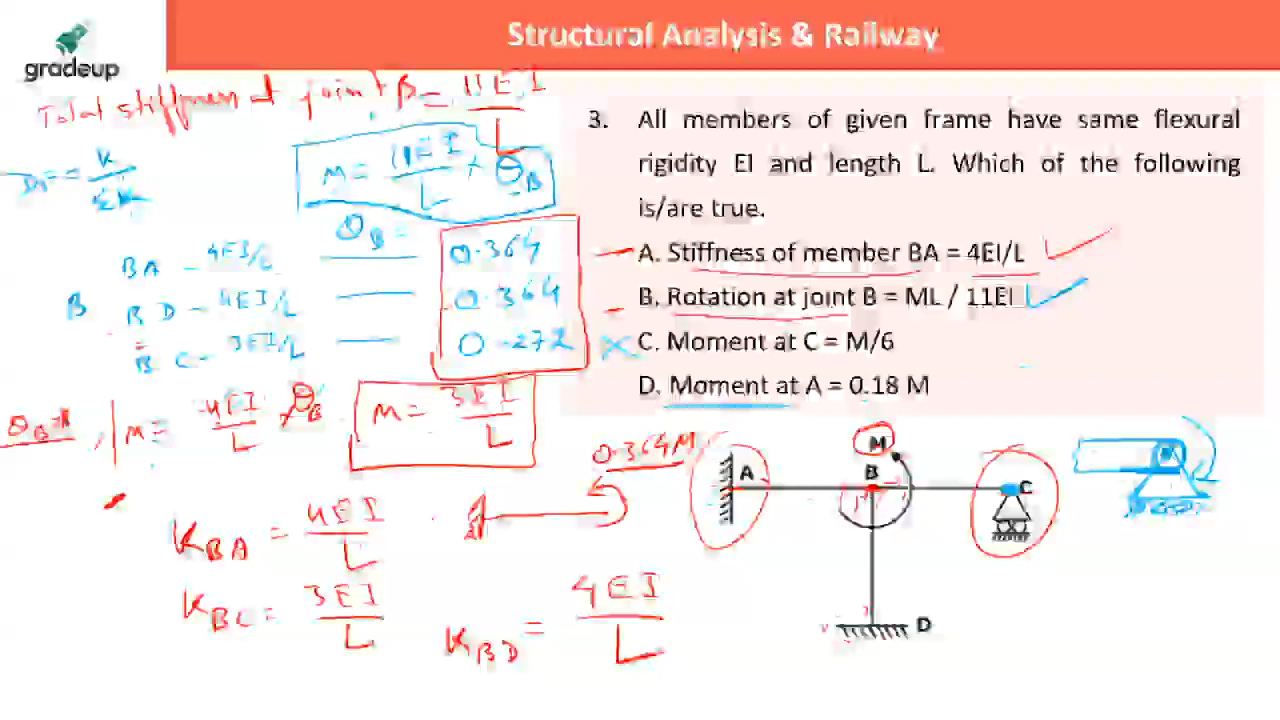 Structural Analysis & Railway
gradeup
Total stiffness at joint B = 11EI / L
M = 11EI / L × θB
= K / ΣK
θB =
BA - 4EI/L 0.364
B BD - 4EI/L 0.364
BC - 3EI/L 0.272
M = 4EI / L θB
M = 3EI / L
0.364M
KBA = 4EI / L
KBC = 3EI / L
KBD = 4EI / L
3. All members of given frame have same flexural
rigidity EI and length L. Which of the following
is/are true.
A. Stiffness of member BA = 4EI/L
B. Rotation at joint B = ML / 11EI
C. Moment at C = M/6
D. Moment at A = 0.18 M
M
A
B
C
D